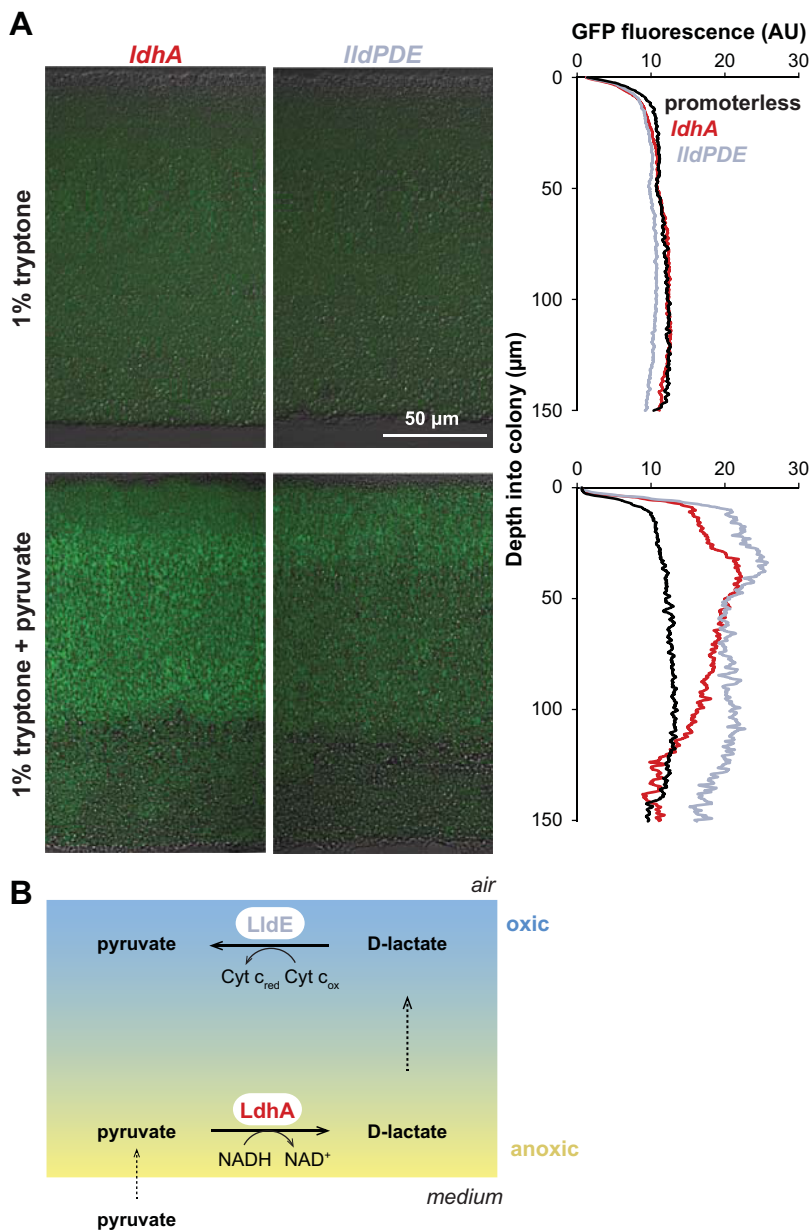 A
ldhA
lldPDE
1% tryptone
50 µm
1% tryptone + pyruvate
GFP fluorescence (AU)
0 10 20 30
0
50
100
150
promoterless
ldhA
lldPDE
Depth into colony (µm)
0 10 20 30
0
50
100
150
B
air
oxic
LldE
pyruvate D-lactate
Cyt c_red Cyt c_ox
LdhA
pyruvate D-lactate
NADH NAD⁺
anoxic
medium
pyruvate